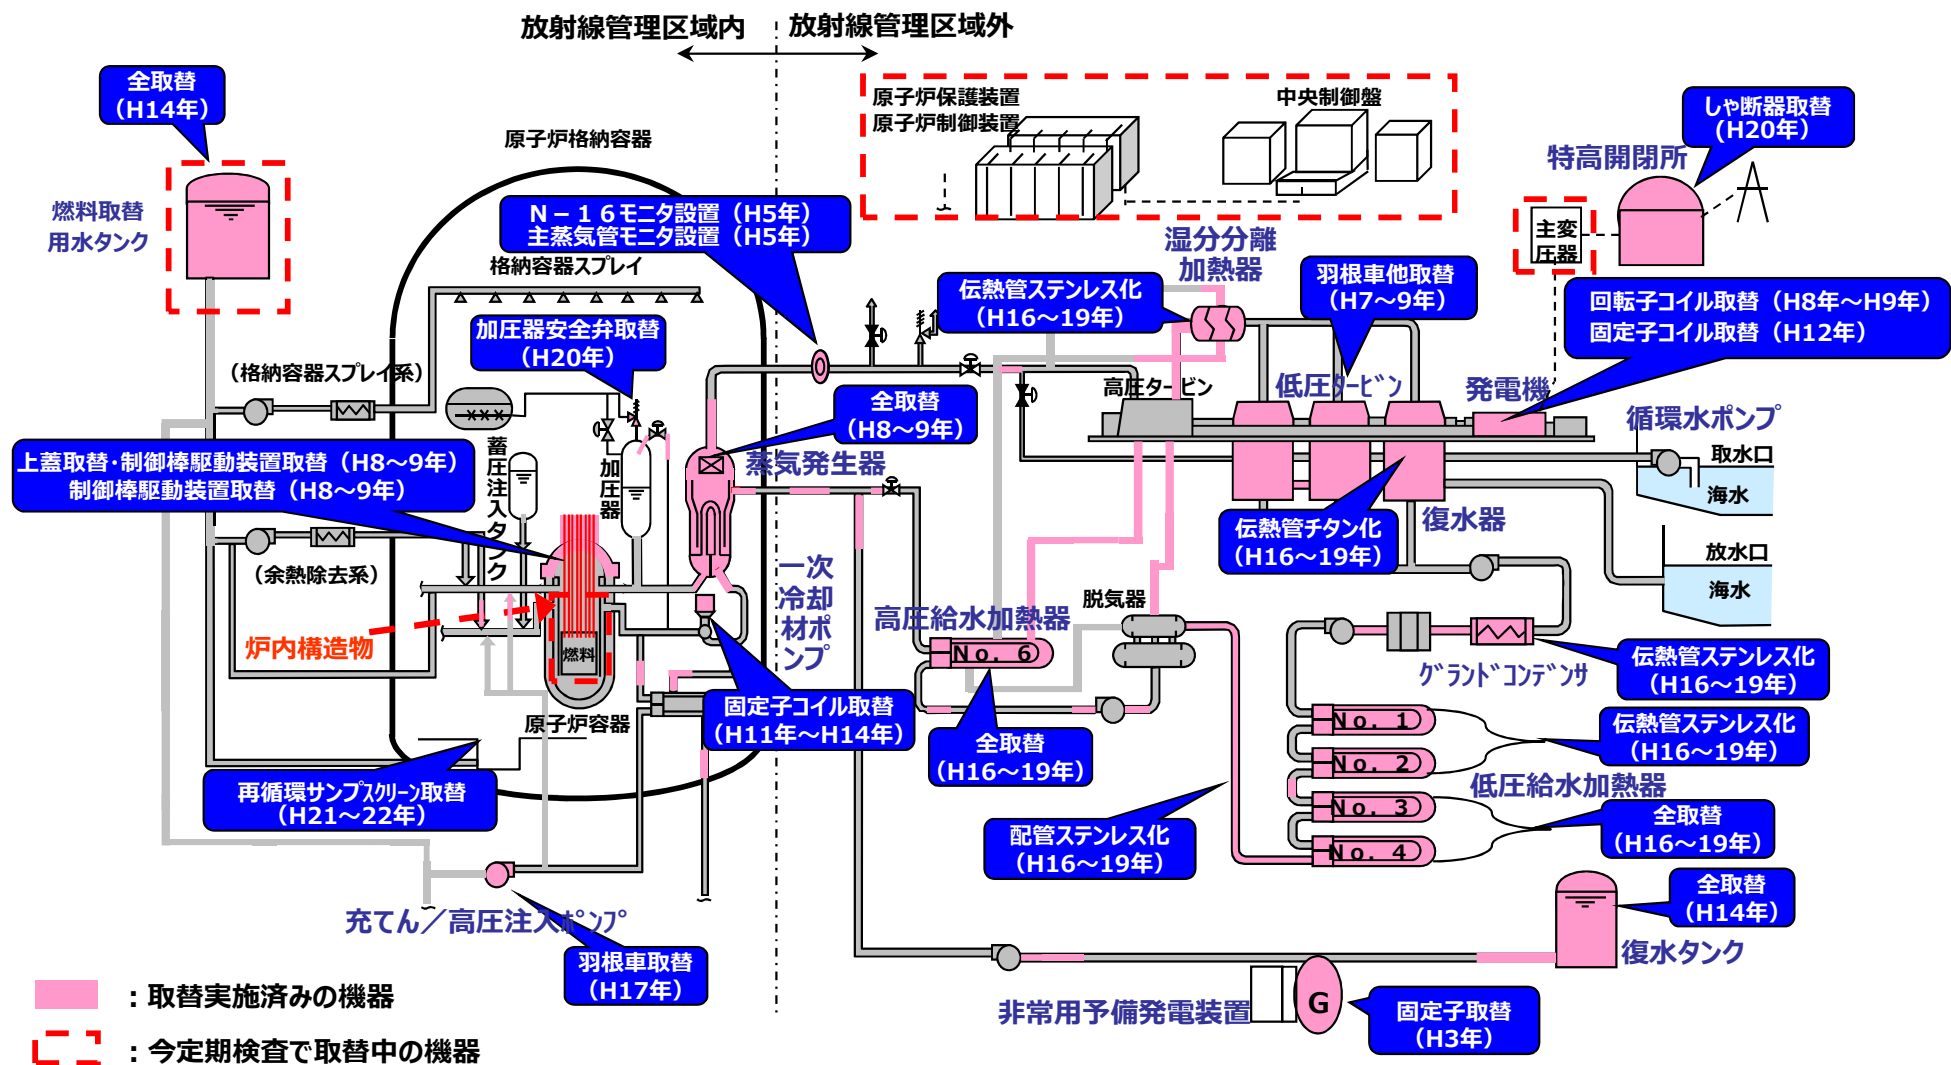 放射線管理区域内
放射線管理区域外
全取替
（H14年）
原子炉格納容器
原子炉保護装置
原子炉制御装置
中央制御盤
しゃ断器取替
（H20年）
特高開閉所
燃料取替
用水タンク
N－１６モニタ設置（H5年）
主蒸気管モニタ設置（H5年）
格納容器スプレイ
湿分分離
加熱器
主変
圧器
伝熱管ステンレス化
（H16～19年）
羽根車他取替
（H7～9年）
回転子コイル取替（H8年～H9年）
固定子コイル取替（H12年）
加圧器安全弁取替
（H20年）
（格納容器スプレイ系）
高圧タービン
低圧タービン
発電機
全取替
（H8～9年）
循環水ポンプ
取水口
海水
上蓋取替・制御棒駆動装置取替（H8～9年）
制御棒駆動装置取替（H8～9年）
蓄圧注入タンク
加圧器
蒸気発生器
伝熱管チタン化
（H16～19年）
復水器
放水口
海水
（余熱除去系）
一次
冷却
材ポ
ンプ
高圧給水加熱器
脱気器
炉内構造物
燃料
No. 6
グランドコンデンサ
伝熱管ステンレス化
（H16～19年）
原子炉容器
固定子コイル取替
（H11年～H14年）
全取替
（H16～19年）
No. 1
No. 2
No. 3
No. 4
伝熱管ステンレス化
（H16～19年）
低圧給水加熱器
再循環サンプスクリーン取替
（H21～22年）
配管ステンレス化
（H16～19年）
全取替
（H16～19年）
全取替
（H14年）
充てん／高圧注入ポンプ
羽根車取替
（H17年）
復水タンク
非常用予備発電装置
G
固定子取替
（H3年）
：取替実施済みの機器
：今定期検査で取替中の機器